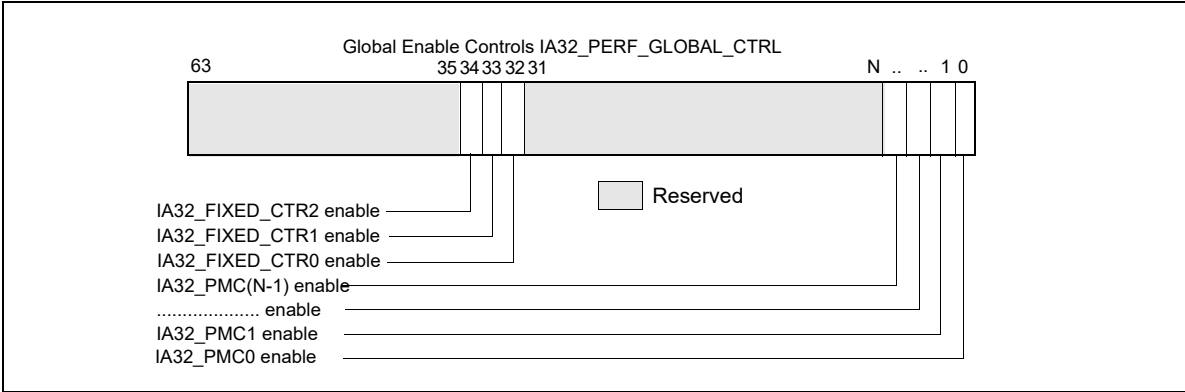 Global Enable Controls IA32_PERF_GLOBAL_CTRL
63 35 34 33 32 31 N .. .. 1 0
Reserved
IA32_FIXED_CTR2 enable
IA32_FIXED_CTR1 enable
IA32_FIXED_CTR0 enable
IA32_PMC(N-1) enable
.................... enable
IA32_PMC1 enable
IA32_PMC0 enable